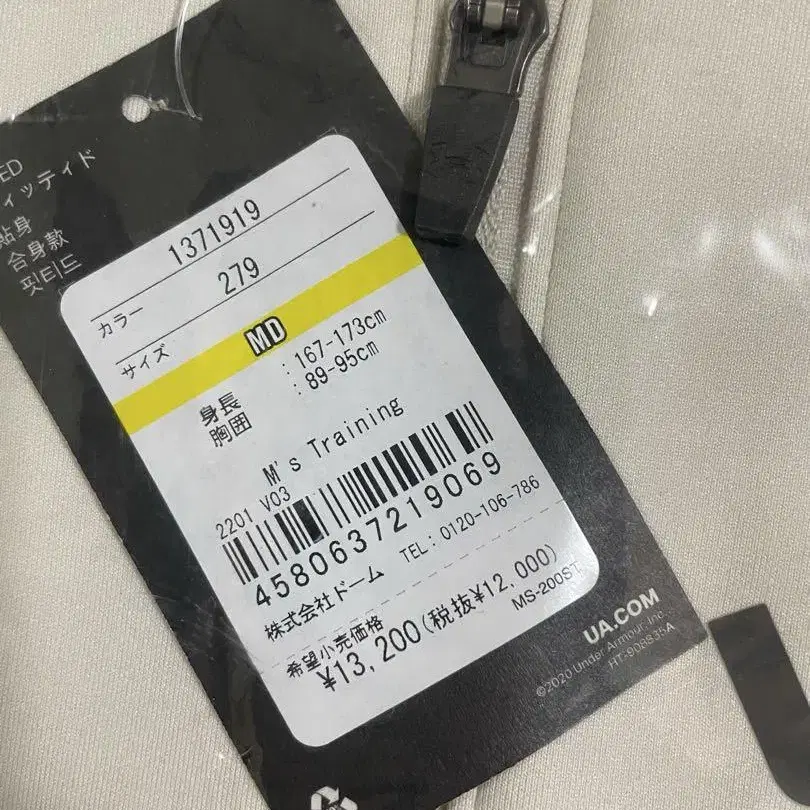 ED
ィッティド
貼身
合身款
핏티드
1371919
カラー 279
サイズ MD
身長 :167-173cm
胸囲 :89-95cm
M's Training
2201 V03
4580637219069
株式会社ドーム TEL:0120-106-786
希望小売価格
¥13,200(税抜¥12,000)
MS-200ST
UA.COM
©2020 Under Armour, Inc.
HT-908835A